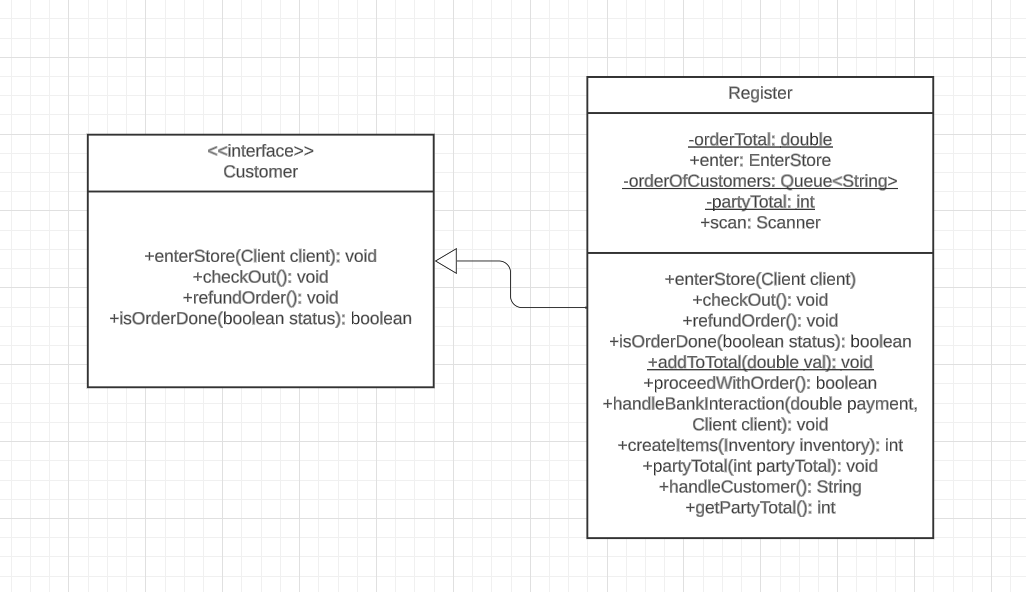 <<interface>>
Customer
+enterStore(Client client): void
+checkOut(): void
+refundOrder(): void
+isOrderDone(boolean status): boolean
Register
-orderTotal: double
+enter: EnterStore
-orderOfCustomers: Queue<String>
-partyTotal: int
+scan: Scanner
+enterStore(Client client)
+checkOut(): void
+refundOrder(): void
+isOrderDone(boolean status): boolean
+addToTotal(double val): void
+proceedWithOrder(): boolean
+handleBankInteraction(double payment,
Client client): void
+createItems(Inventory inventory): int
+partyTotal(int partyTotal): void
+handleCustomer(): String
+getPartyTotal(): int